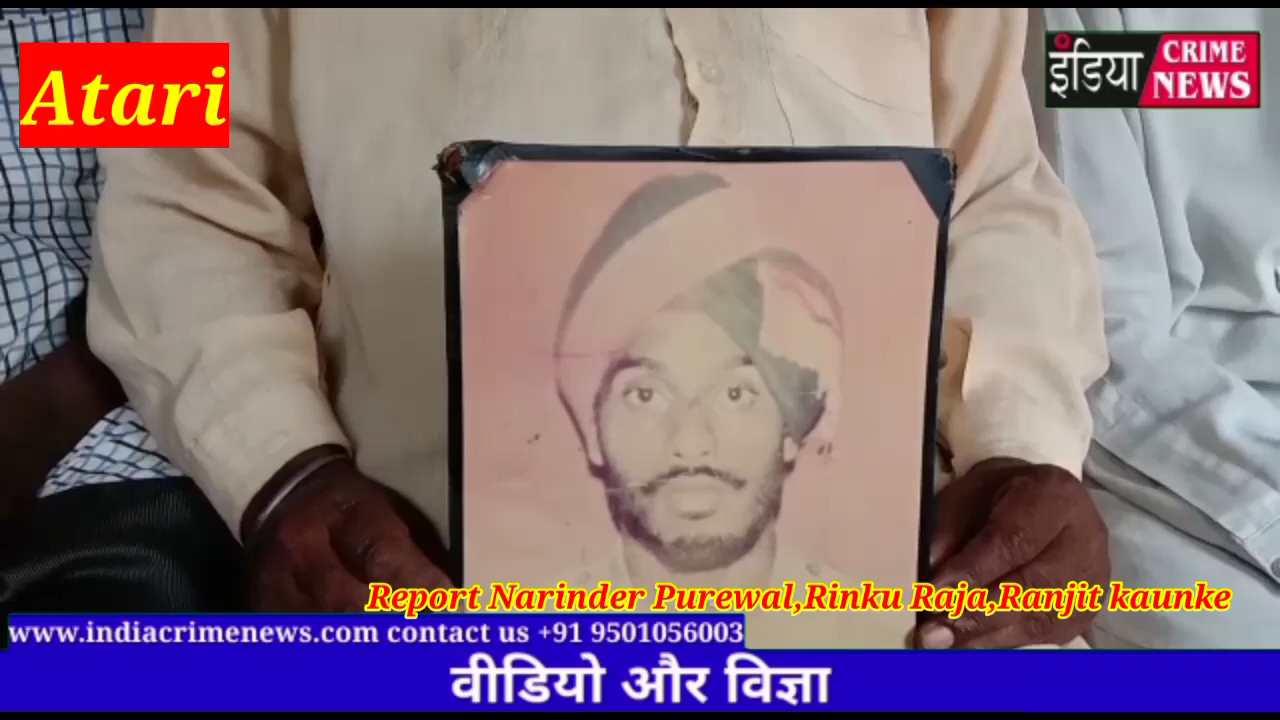 Atari
इंडिया CRIME NEWS
Report Narinder Purewal,Rinku Raja,Ranjit kaunke
www.indiacrimenews.com contact us +91 9501056003
वीडियो और विज्ञा